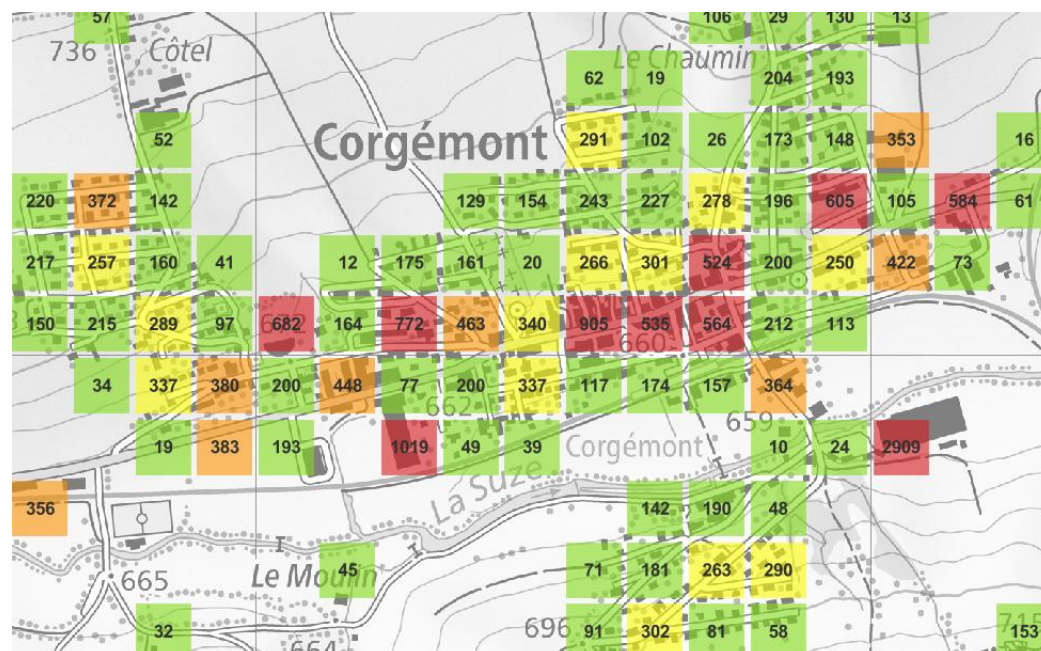 57 106 29 130 13
736 Côtel Le Chaumin
62 19 204 193
52 Corgémont 291 102 26 173 148 353 16
220 372 142 129 154 243 227 278 196 605 105 584 61
217 257 160 41 12 175 161 20 266 301 524 200 250 422 73
150 215 289 97 682 164 772 463 340 905 535 564 212 113
660
34 337 380 200 448 77 200 337 117 174 157 364
662 659
19 383 193 1019 49 39 Corgémont 10 24 2909
La Suze
356 142 190 48
665 Le Moulin 45 71 181 263 290
32 696 91 302 81 58 715 153
664